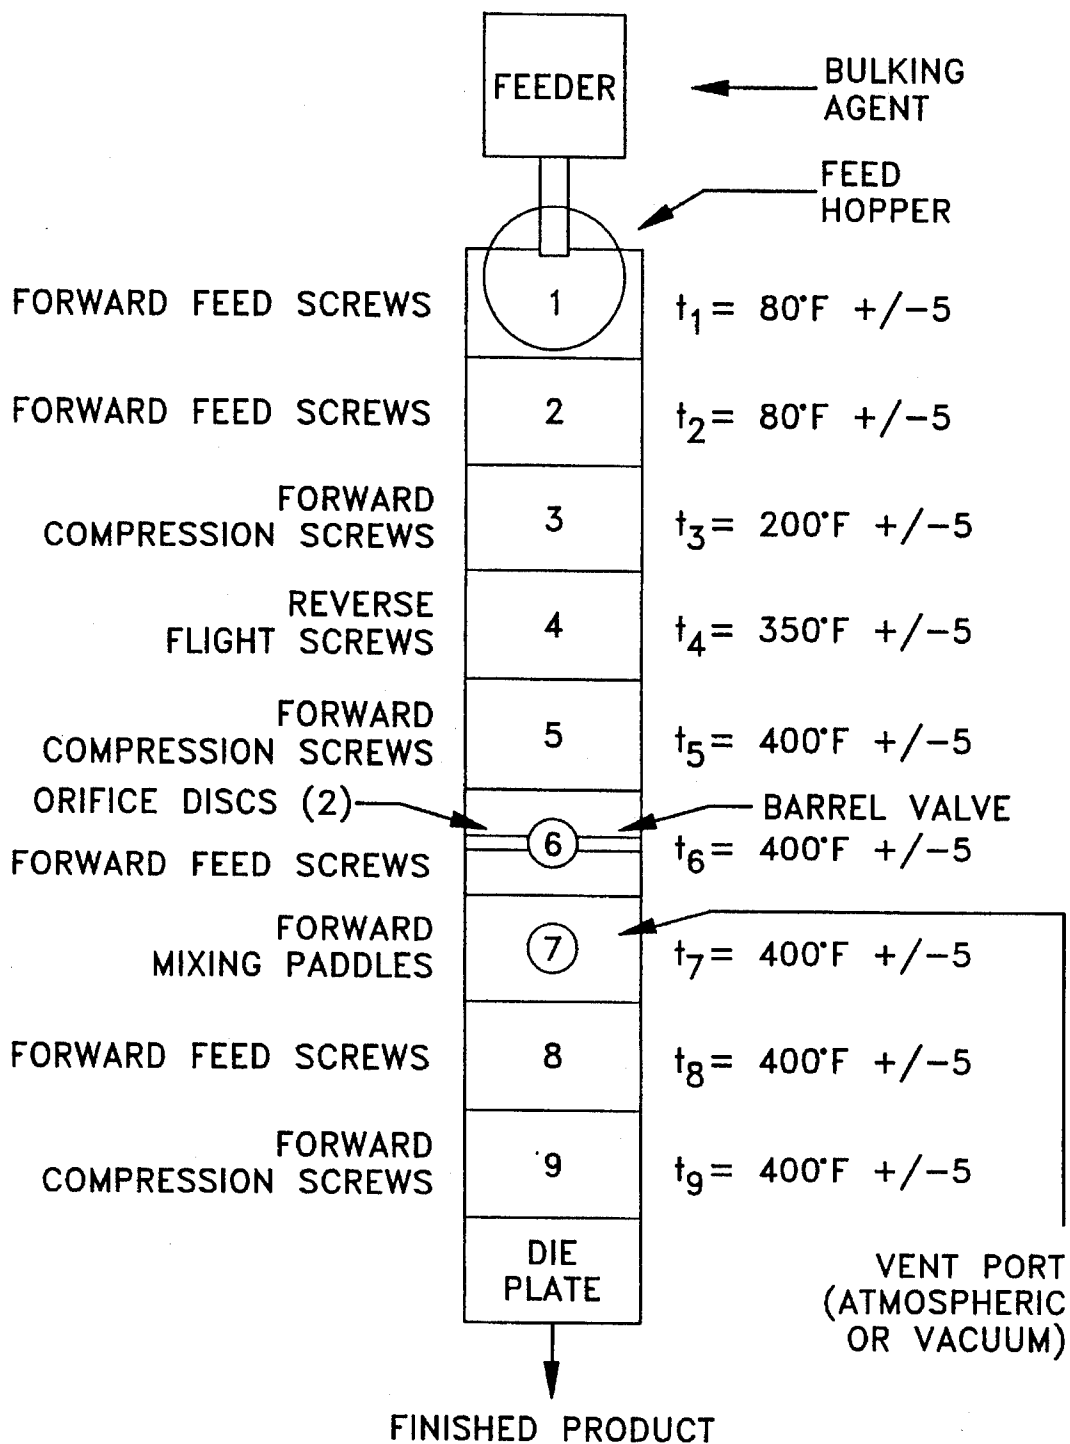 FEEDER
BULKING
AGENT
FEED
HOPPER
FORWARD FEED SCREWS
1
t₁= 80°F +/-5
FORWARD FEED SCREWS
2
t₂= 80°F +/-5
FORWARD
COMPRESSION SCREWS
3
t₃= 200°F +/-5
REVERSE
FLIGHT SCREWS
4
t₄= 350°F +/-5
FORWARD
COMPRESSION SCREWS
5
t₅= 400°F +/-5
ORIFICE DISCS (2)
BARREL VALVE
FORWARD FEED SCREWS
6
t₆= 400°F +/-5
FORWARD
MIXING PADDLES
7
t₇= 400°F +/-5
FORWARD FEED SCREWS
8
t₈= 400°F +/-5
FORWARD
COMPRESSION SCREWS
9
t₉= 400°F +/-5
DIE
PLATE
VENT PORT
(ATMOSPHERIC
OR VACUUM)
FINISHED PRODUCT